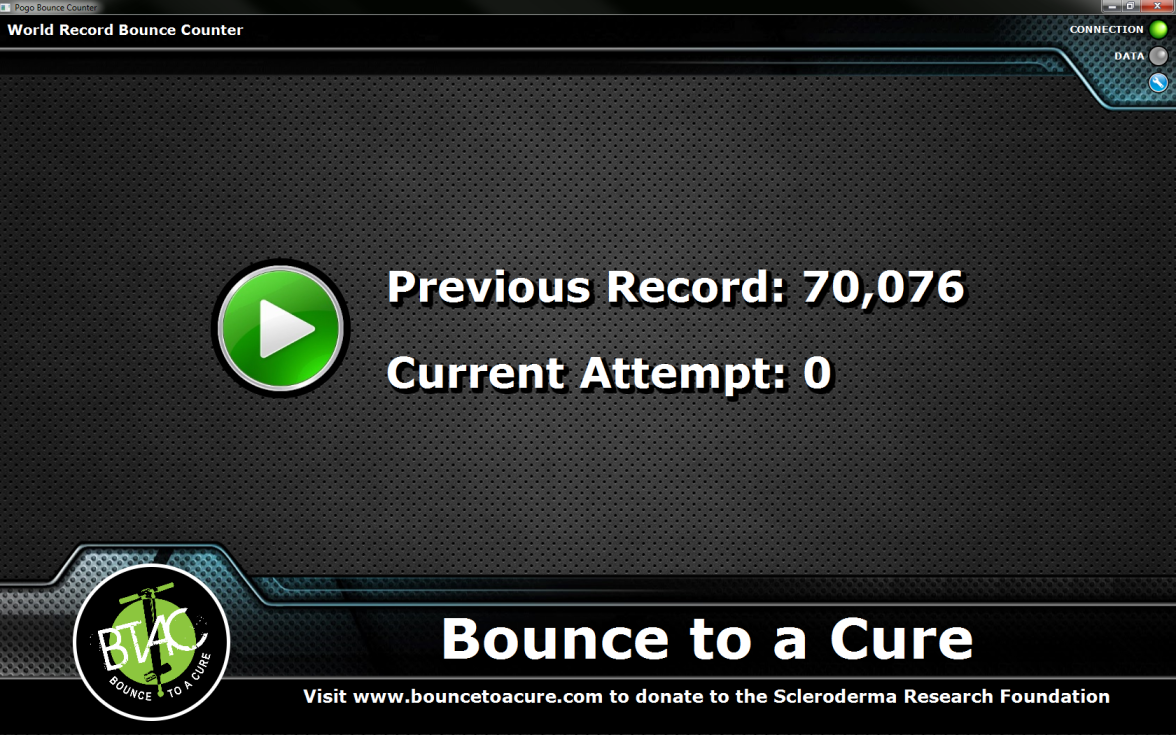 Pogo Bounce Counter
World Record Bounce Counter
CONNECTION
DATA
Previous Record: 70,076
Current Attempt: 0
BTAC
BOUNCE TO A CURE
Bounce to a Cure
Visit www.bouncetoacure.com to donate to the Scleroderma Research Foundation